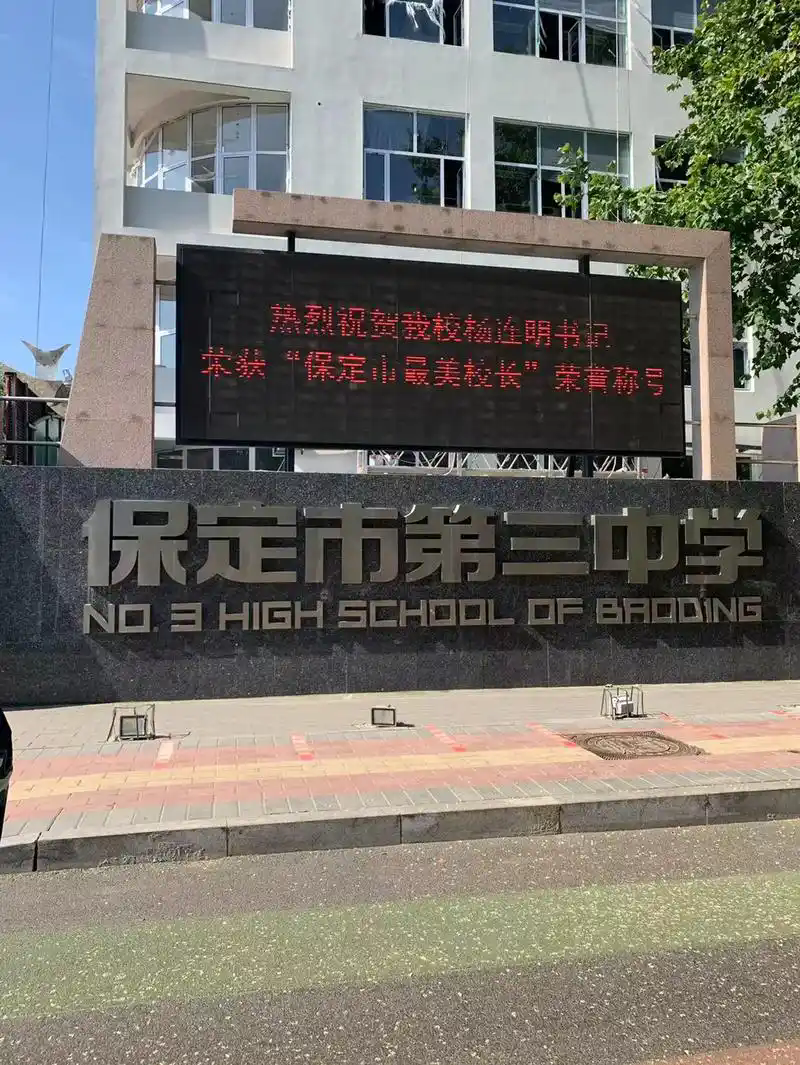 热烈祝贺我校杨连明书记
荣获“保定市最美校长”荣誉称号
保定市第三中学
NO. 3 HIGH SCHOOL OF BAODING